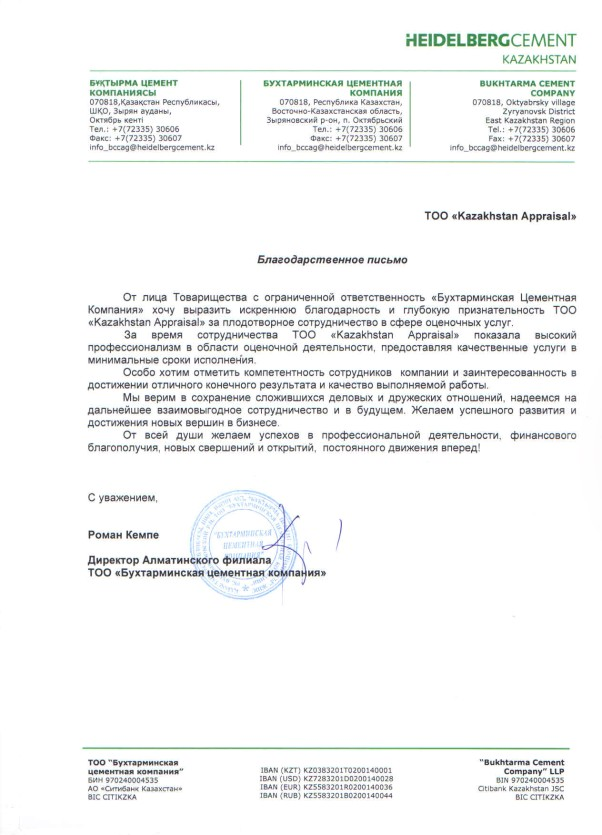 HEIDELBERGCEMENT
KAZAKHSTAN
БҰҚТЫРМА ЦЕМЕНТ
КОМПАНИЯСЫ
070818,Қазақстан Республикасы,
ШҚО, Зырян ауданы,
Октябрь кенті
Тел.: +7(72335) 30606
Факс: +7(72335) 30607
info_bccag@heidelbergcement.kz
БУХТАРМИНСКАЯ ЦЕМЕНТНАЯ
КОМПАНИЯ
070818, Республика Казахстан,
Восточно-Казахстанская область,
Зыряновский р-он, п. Октябрьский
Тел.: +7(72335) 30606
Факс: +7(72335) 30607
info_bccag@heidelbergcement.kz
BUKHTARMA CEMENT
COMPANY
070818, Oktyabrsky village
Zyryanovsk District
East Kazakhstan Region
Tel.: +7(72335) 30606
Fax: +7(72335) 30607
info_bccag@heidelbergcement.kz
ТОО «Kazakhstan Appraisal»
Благодарственное письмо
От лица Товарищества с ограниченной ответственность «Бухтарминская Цементная
Компания» хочу выразить искреннюю благодарность и глубокую признательность ТОО
«Kazakhstan Appraisal» за плодотворное сотрудничество в сфере оценочных услуг.
За время сотрудничества ТОО «Kazakhstan Appraisal» показала высокий
профессионализм в области оценочной деятельности, предоставляя качественные услуги в
минимальные сроки исполнения.
Особо хотим отметить компетентность сотрудников компании и заинтересованность в
достижении отличного конечного результата и качество выполняемой работы.
Мы верим в сохранение сложившихся деловых и дружеских отношений, надеемся на
дальнейшее взаимовыгодное сотрудничество и в будущем. Желаем успешного развития и
достижения новых вершин в бизнесе.
От всей души желаем успехов в профессиональной деятельности, финансового
благополучия, новых свершений и открытий, постоянного движения вперед!
С уважением,
Роман Кемпе
Директор Алматинского филиала
ТОО «Бухтарминская цементная компания»
"БУХТАРМИНСКАЯ
ЦЕМЕНТНАЯ
КОМПАНИЯ"
ТОО "Бухтарминская
цементная компания"
БИН 970240004535
АО «Ситибанк Казахстан»
BIC CITIKZKA
IBAN (KZT) KZ0383201T0200140001
IBAN (USD) KZ7283201D0200140028
IBAN (EUR) KZ5583201R0200140036
IBAN (RUB) KZ5583201B0200140044
"Bukhtarma Cement
Company" LLP
BIN 970240004535
Citibank Kazakhstan JSC
BIC CITIKZKA